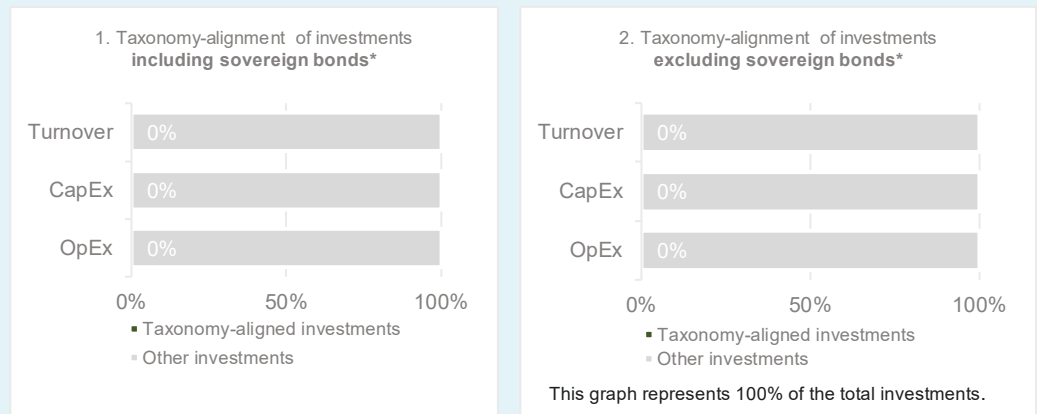 1. Taxonomy-alignment of investments
including sovereign bonds*
Turnover 0%
CapEx 0%
OpEx 0%
0% 50% 100%
Taxonomy-aligned investments
Other investments
2. Taxonomy-alignment of investments
excluding sovereign bonds*
Turnover 0%
CapEx 0%
OpEx 0%
0% 50% 100%
Taxonomy-aligned investments
Other investments
This graph represents 100% of the total investments.